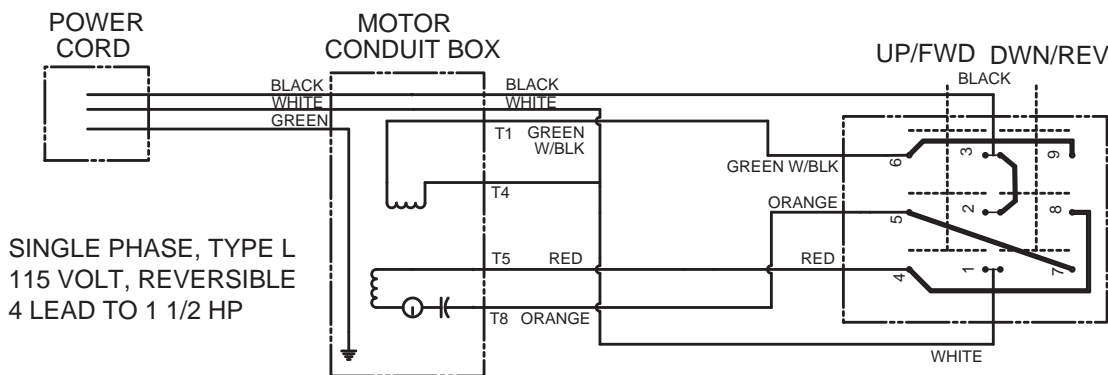 POWER
CORD
MOTOR
CONDUIT BOX
UP/FWD DWN/REV
BLACK
BLACK
BLACK
WHITE
WHITE
GREEN
T1 GREEN
W/BLK
T4
GREEN W/BLK
ORANGE
T5 RED
RED
T8 ORANGE
WHITE
6
3
9
5
2
8
4
1
7
SINGLE PHASE, TYPE L
115 VOLT, REVERSIBLE
4 LEAD TO 1 1/2 HP